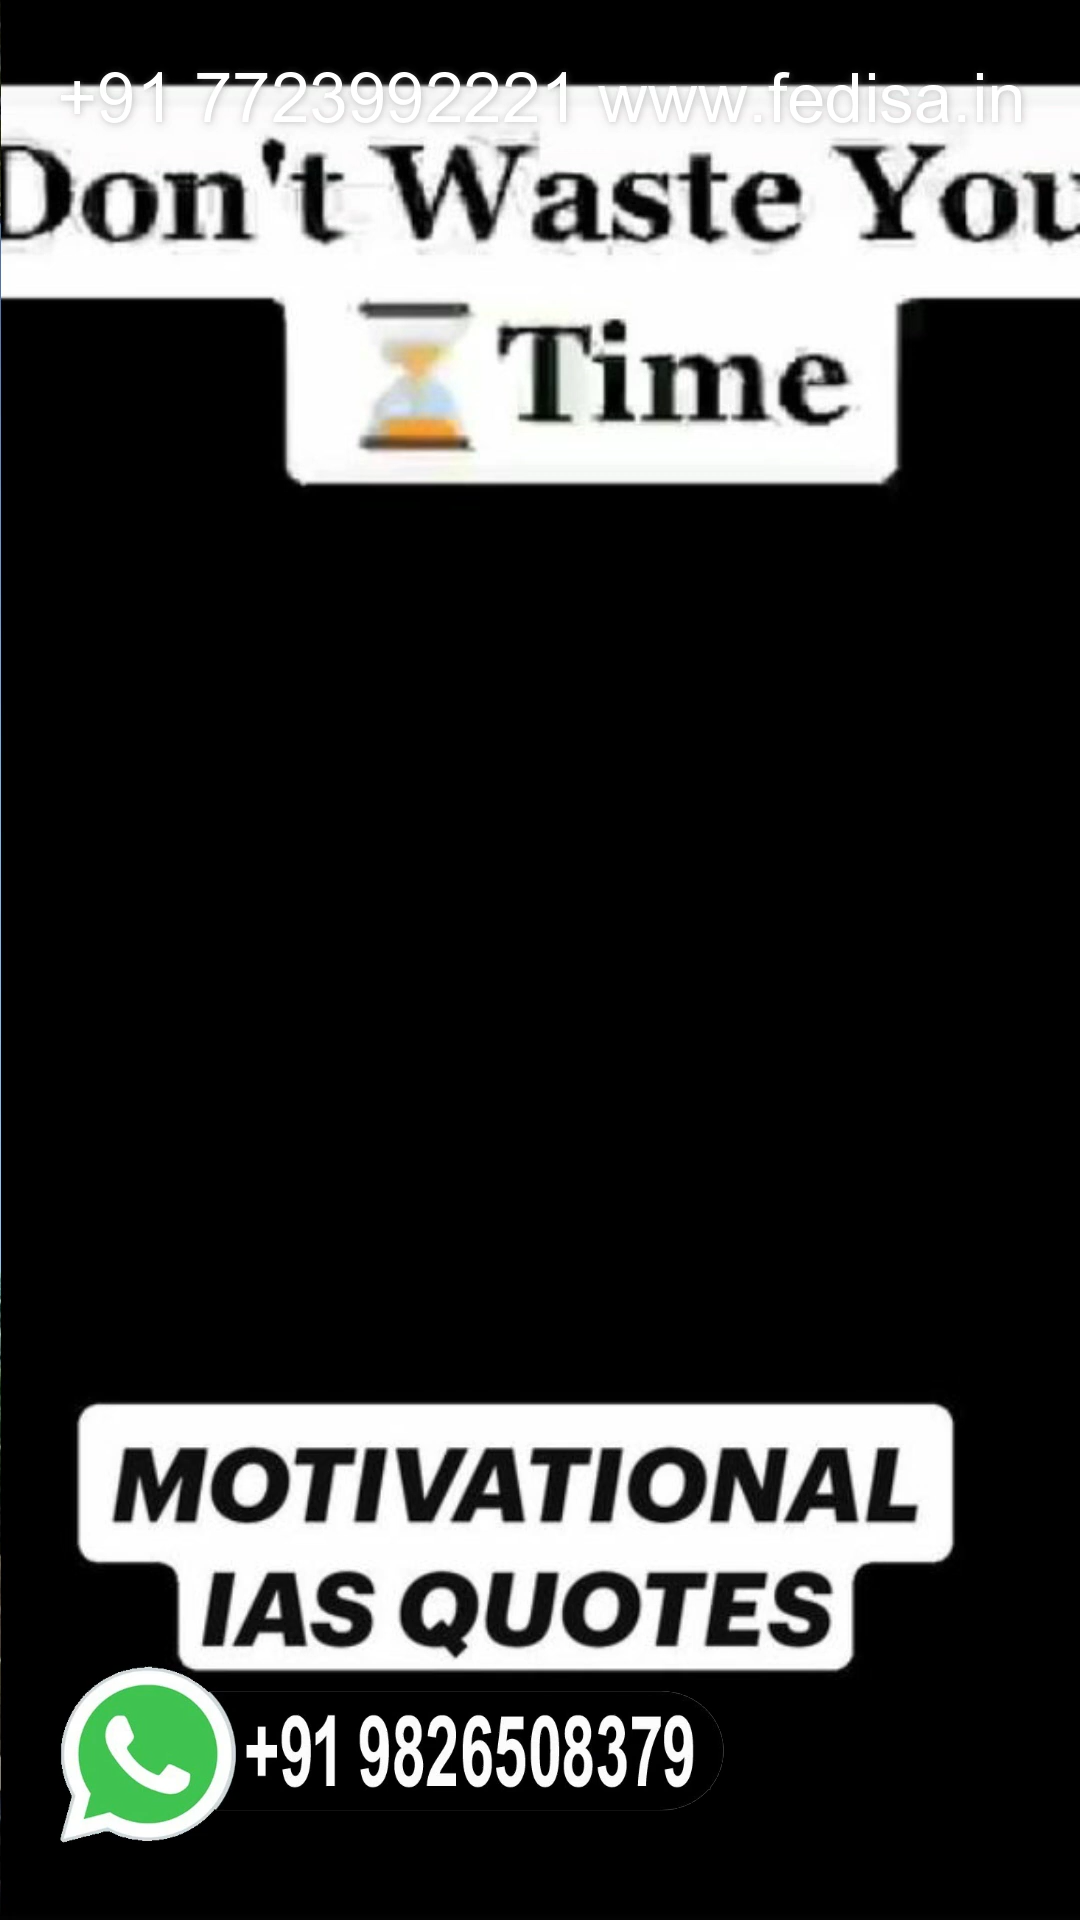 +91 7723992221 www.fedisa.in
Don't Waste You
⏳Time
MOTIVATIONAL
IAS QUOTES
+91 9826508379